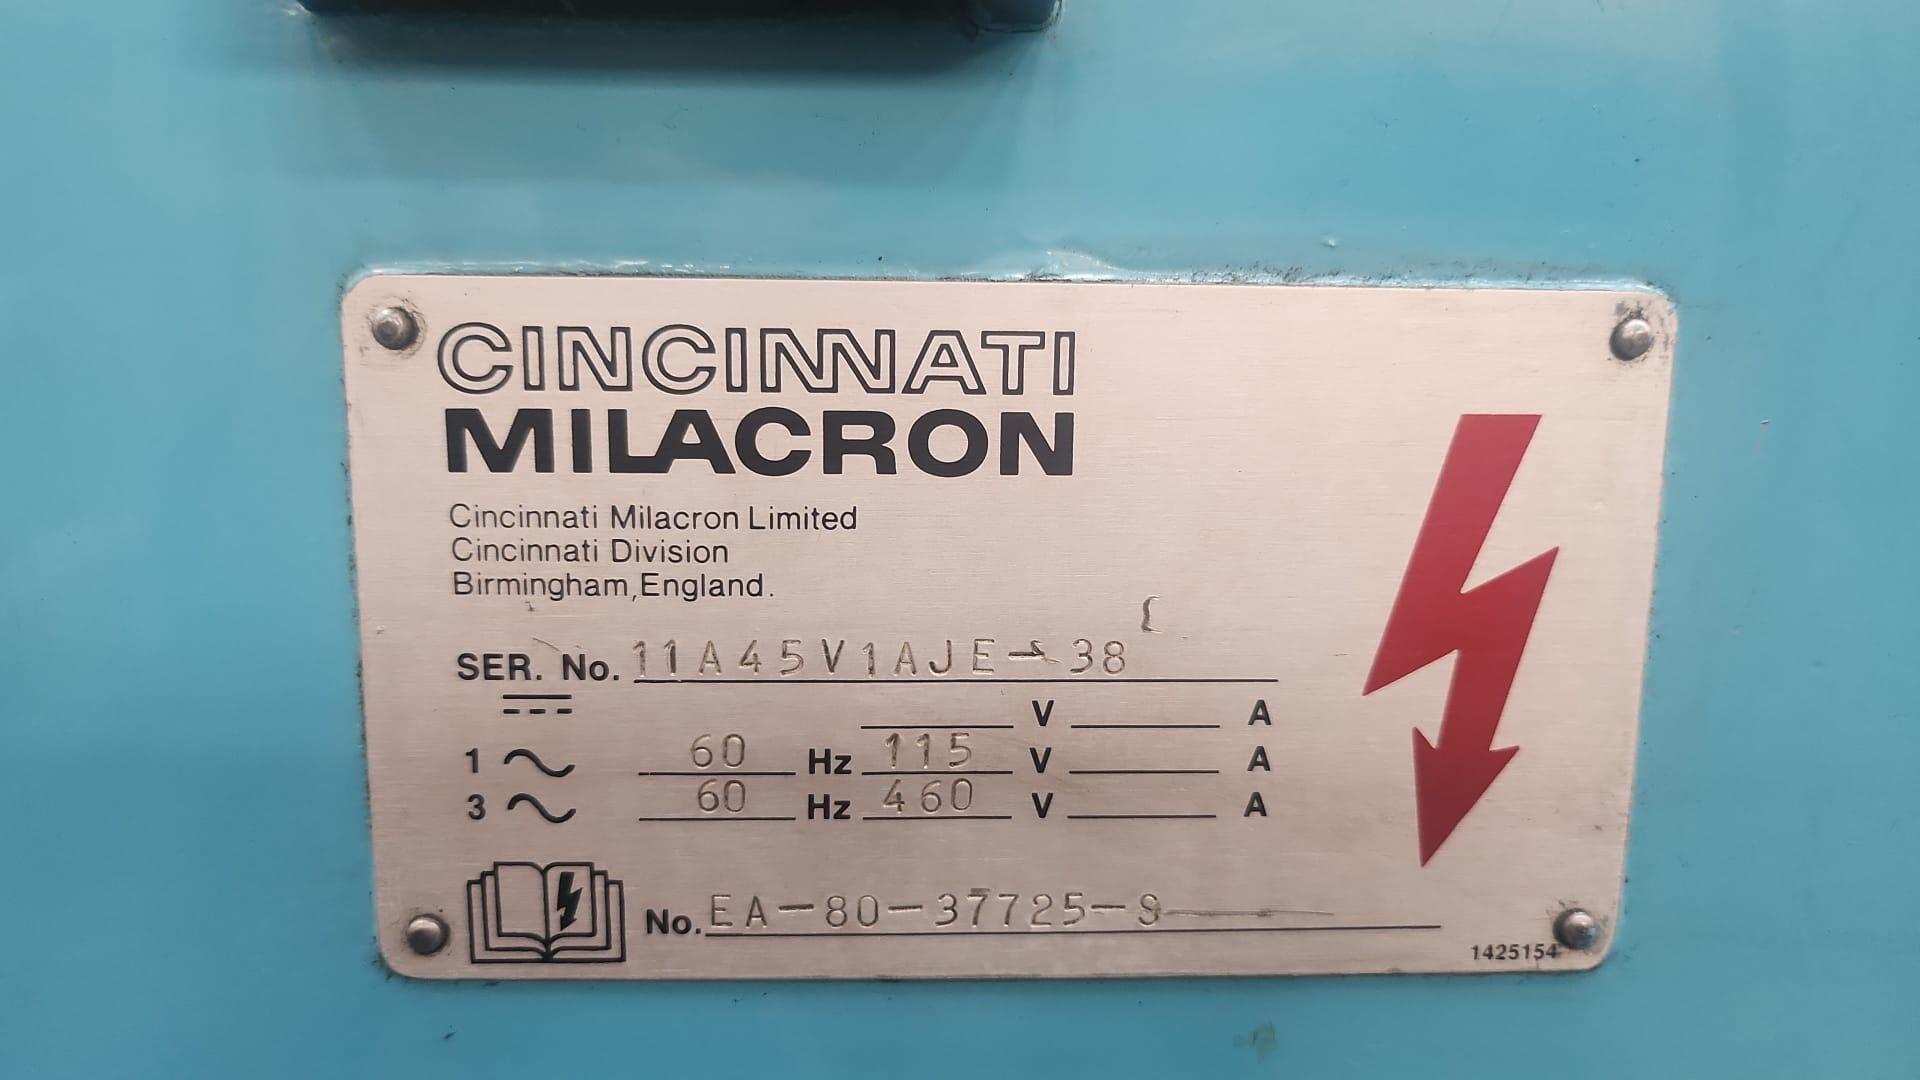 CINCINNATI
MILACRON
Cincinnati Milacron Limited
Cincinnati Division
Birmingham, England.
SER. No. 11A45V1AJE-38
V A
1 60 Hz 115 V A
3 60 Hz 460 V A
No. EA-80-37725-S
1425154